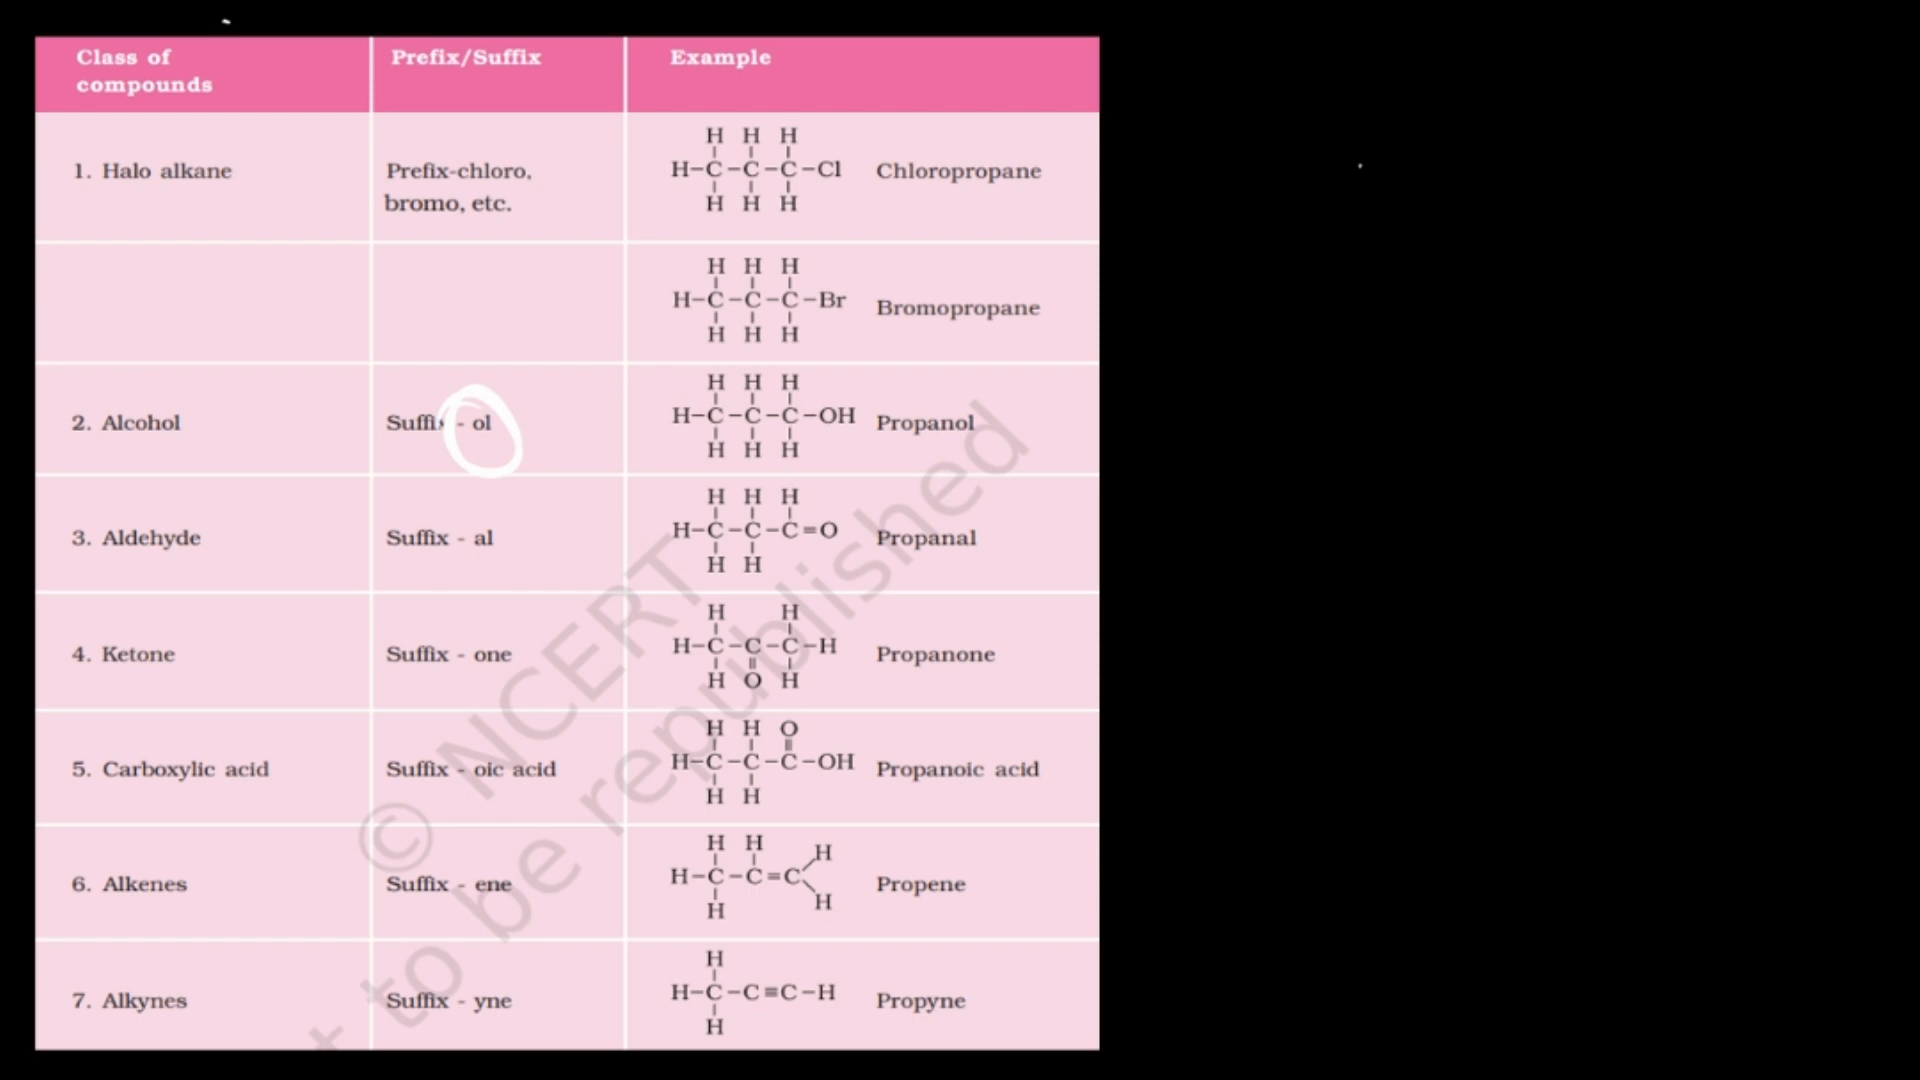 Class of compounds Prefix/Suffix Example
H H H
1. Halo alkane Prefix-chloro, bromo, etc. H-C-C-C-Cl Chloropropane
H H H
H H H
H-C-C-C-Br Bromopropane
H H H
H H H
2. Alcohol Suffix - ol H-C-C-C-OH Propanol
H H H
H H H
3. Aldehyde Suffix - al H-C-C-C=O Propanal
H H
H H
4. Ketone Suffix - one H-C-C-C-H Propanone
H O H
H H O
5. Carboxylic acid Suffix - oic acid H-C-C-C-OH Propanoic acid
H H
H H H
6. Alkenes Suffix - ene H-C-C=C Propene
H H
H
7. Alkynes Suffix - yne H-C-C≡C-H Propyne
H
© NCERT
to be republished